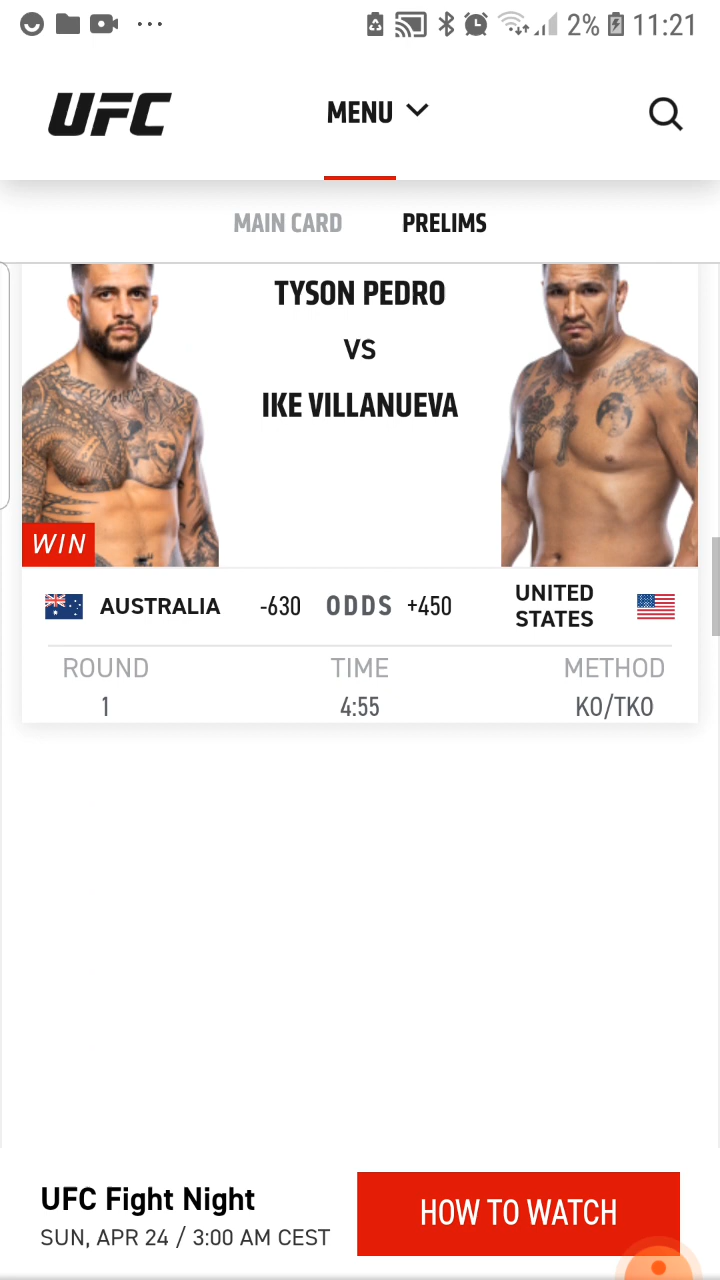 2% 11:21
UFC
MENU
MAIN CARD PRELIMS
TYSON PEDRO
VS
IKE VILLANUEVA
WIN
AUSTRALIA -630 ODDS +450 UNITED STATES
ROUND TIME METHOD
1 4:55 KO/TKO
UFC Fight Night
SUN, APR 24 / 3:00 AM CEST
HOW TO WATCH